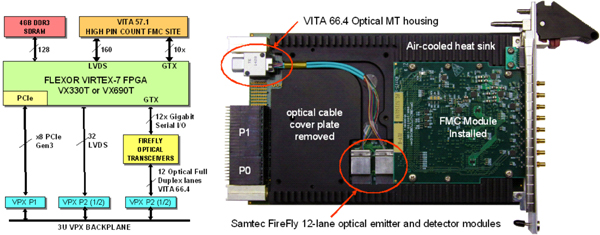 4GB DDR3
SDRAM
VITA 57.1
HIGH PIN COUNT FMC SITE
128
160
LVDS
10x
GTX
FLEXOR VIRTEX-7 FPGA
VX330T or VX690T
PCIe
GTX
x8 PCIe
Gen3
32
LVDS
12x Gigabit
Serial I/O
FIREFLY
OPTICAL
TRANSCEIVERS
12 Optical Full
Duplex lanes
VITA 66.4
VPX P1
VPX P2 (1/2)
VPX P2 (1/2)
3U VPX BACKPLANE
VITA 66.4 Optical MT housing
Air-cooled heat sink
optical cable
cover plate
removed
FMC Module
Installed
P1
P0
Samtec FireFly 12-lane optical emitter and detector modules